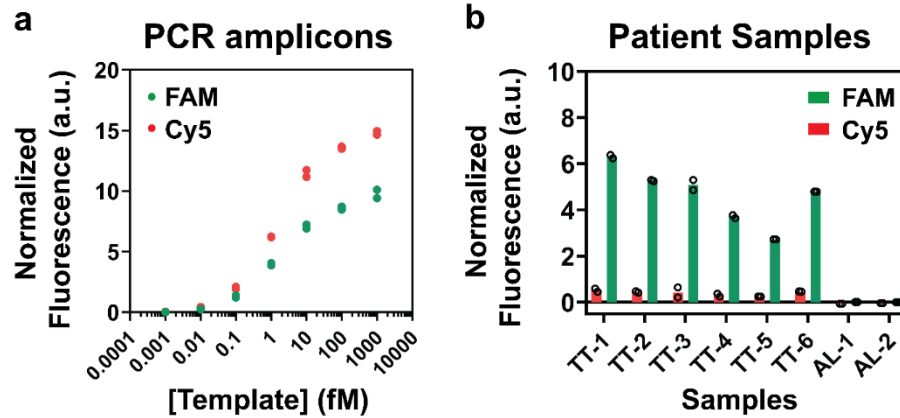 a
PCR amplicons
Normalized
Fluorescence (a.u.)
20
15
10
5
0
FAM
Cy5
0.0001
0.001
0.01
0.1
1
10
100
1000
10000
[Template] (fM)
b
Patient Samples
Normalized
Fluorescence (a.u.)
10
8
6
4
2
0
FAM
Cy5
TT-1
TT-2
TT-3
TT-4
TT-5
TT-6
AL-1
AL-2
Samples